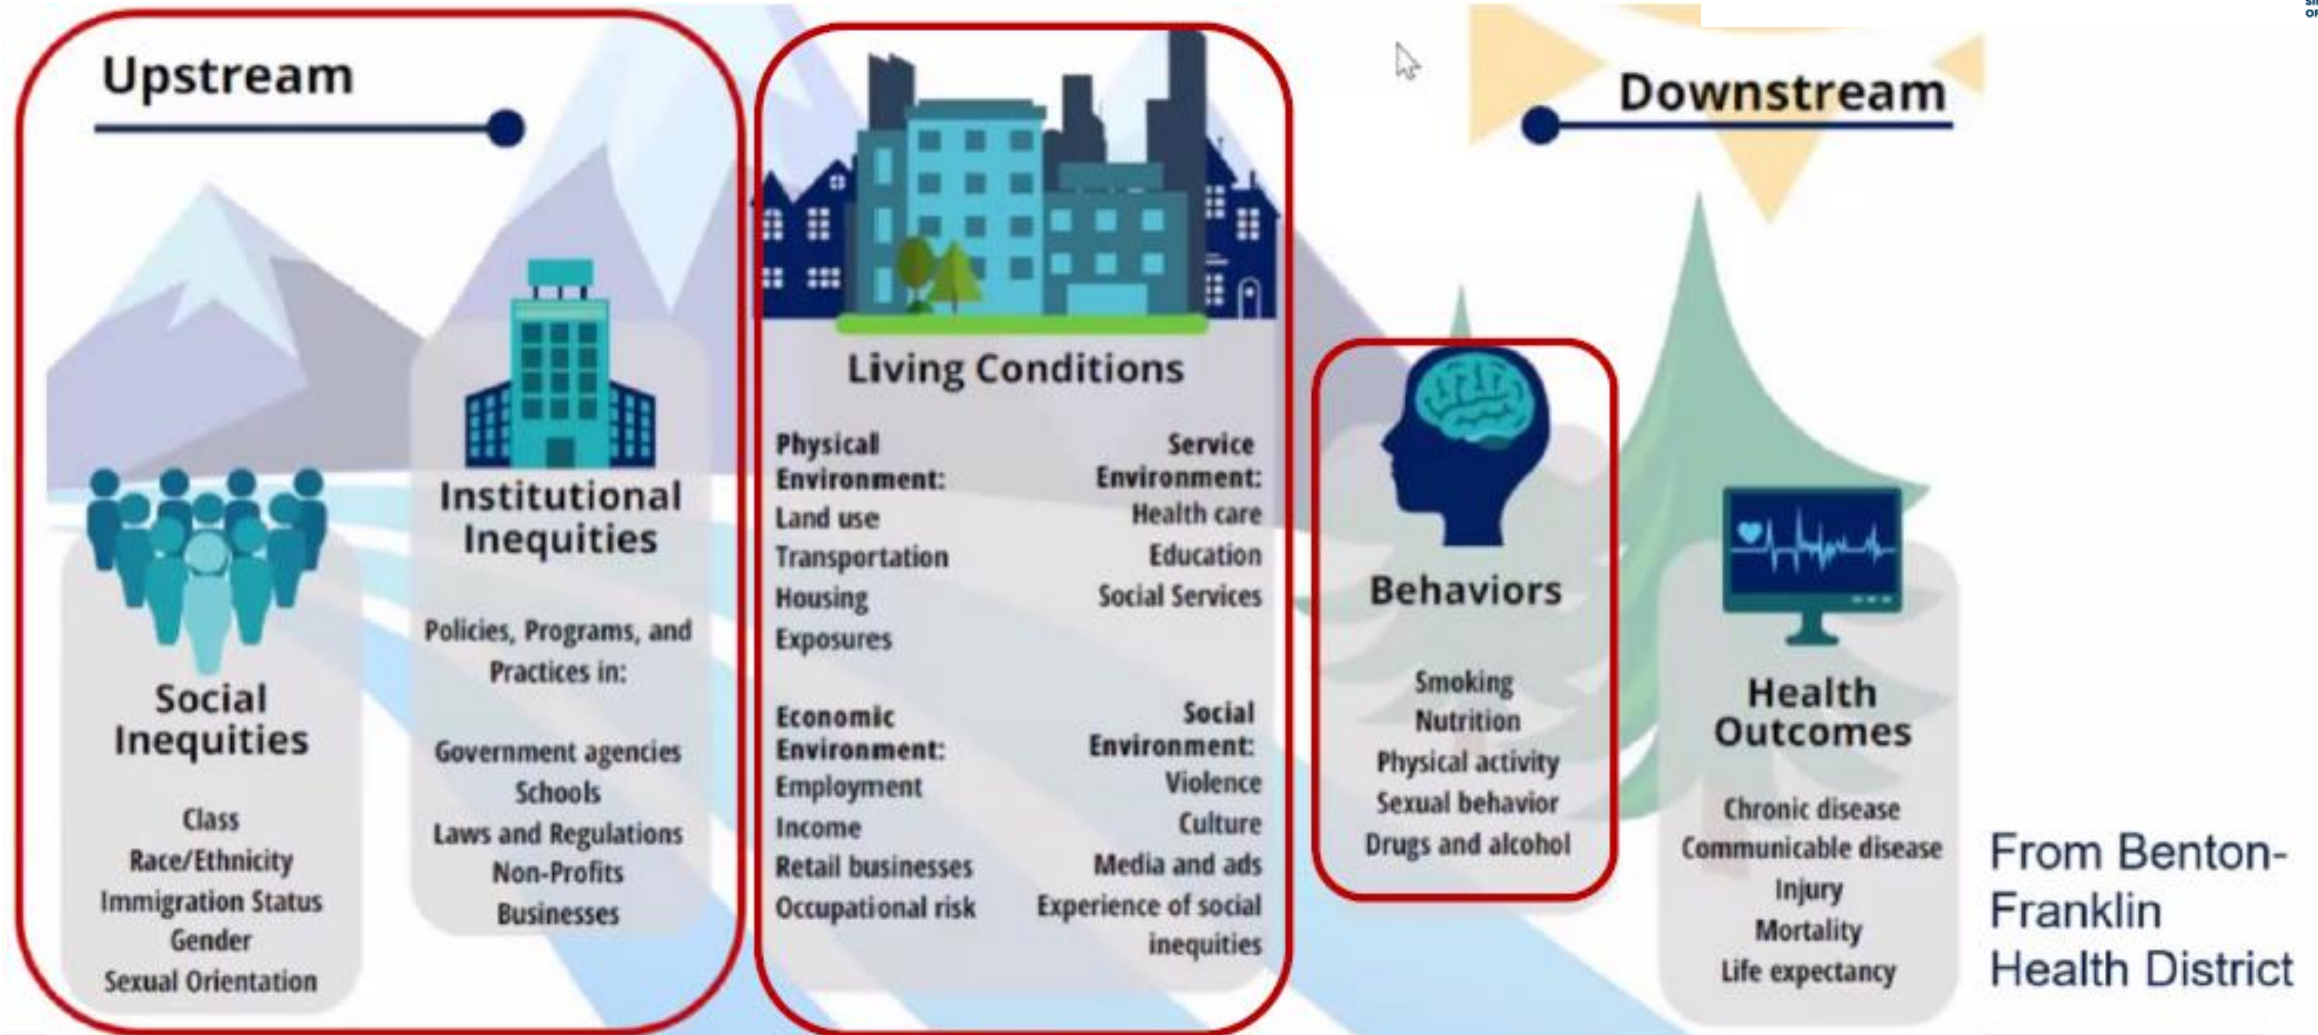 Upstream
Downstream
Social
Inequities
Class
Race/Ethnicity
Immigration Status
Gender
Sexual Orientation
Institutional
Inequities
Policies, Programs, and
Practices in:
Government agencies
Schools
Laws and Regulations
Non-Profits
Businesses
Living Conditions
Physical
Environment:
Land use
Transportation
Housing
Exposures
Service
Environment:
Health care
Education
Social Services
Economic
Environment:
Employment
Income
Retail businesses
Occupational risk
Social
Environment:
Violence
Culture
Media and ads
Experience of social
inequities
Behaviors
Smoking
Nutrition
Physical activity
Sexual behavior
Drugs and alcohol
Health
Outcomes
Chronic disease
Communicable disease
Injury
Mortality
Life expectancy
From Benton-
Franklin
Health District